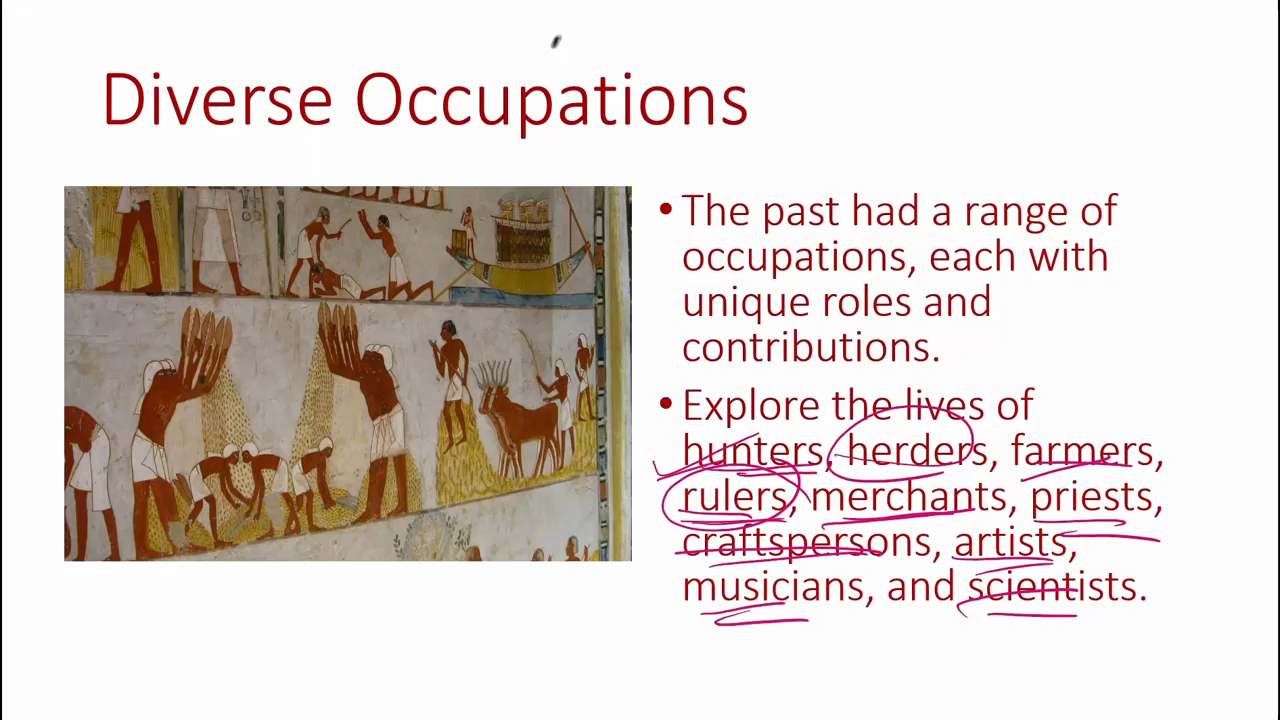 Diverse Occupations
• The past had a range of
occupations, each with
unique roles and
contributions.
• Explore the lives of
hunters, herders, farmers,
rulers, merchants, priests,
craftspersons, artists,
musicians, and scientists.